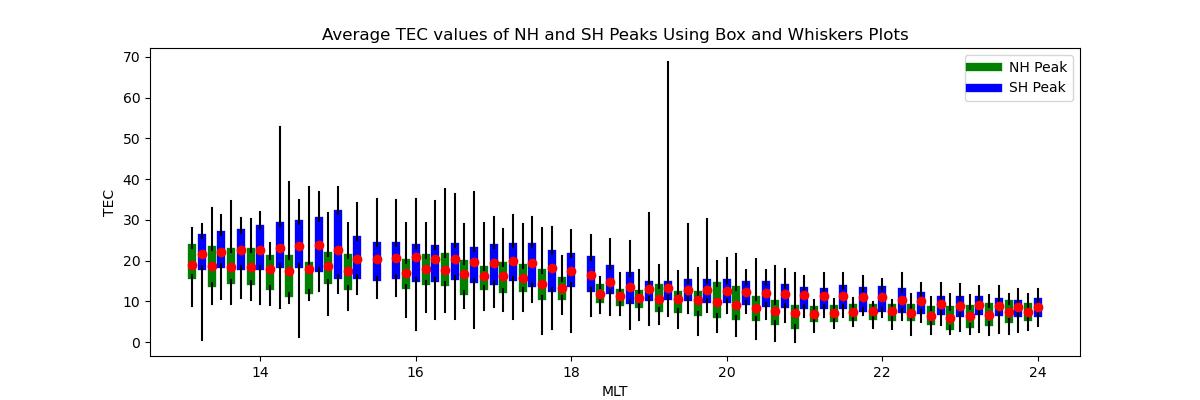 Average TEC values of NH and SH Peaks Using Box and Whiskers Plots
NH Peak
SH Peak
TEC
70
60
50
40
30
20
10
0
14 16 18 20 22 24
MLT